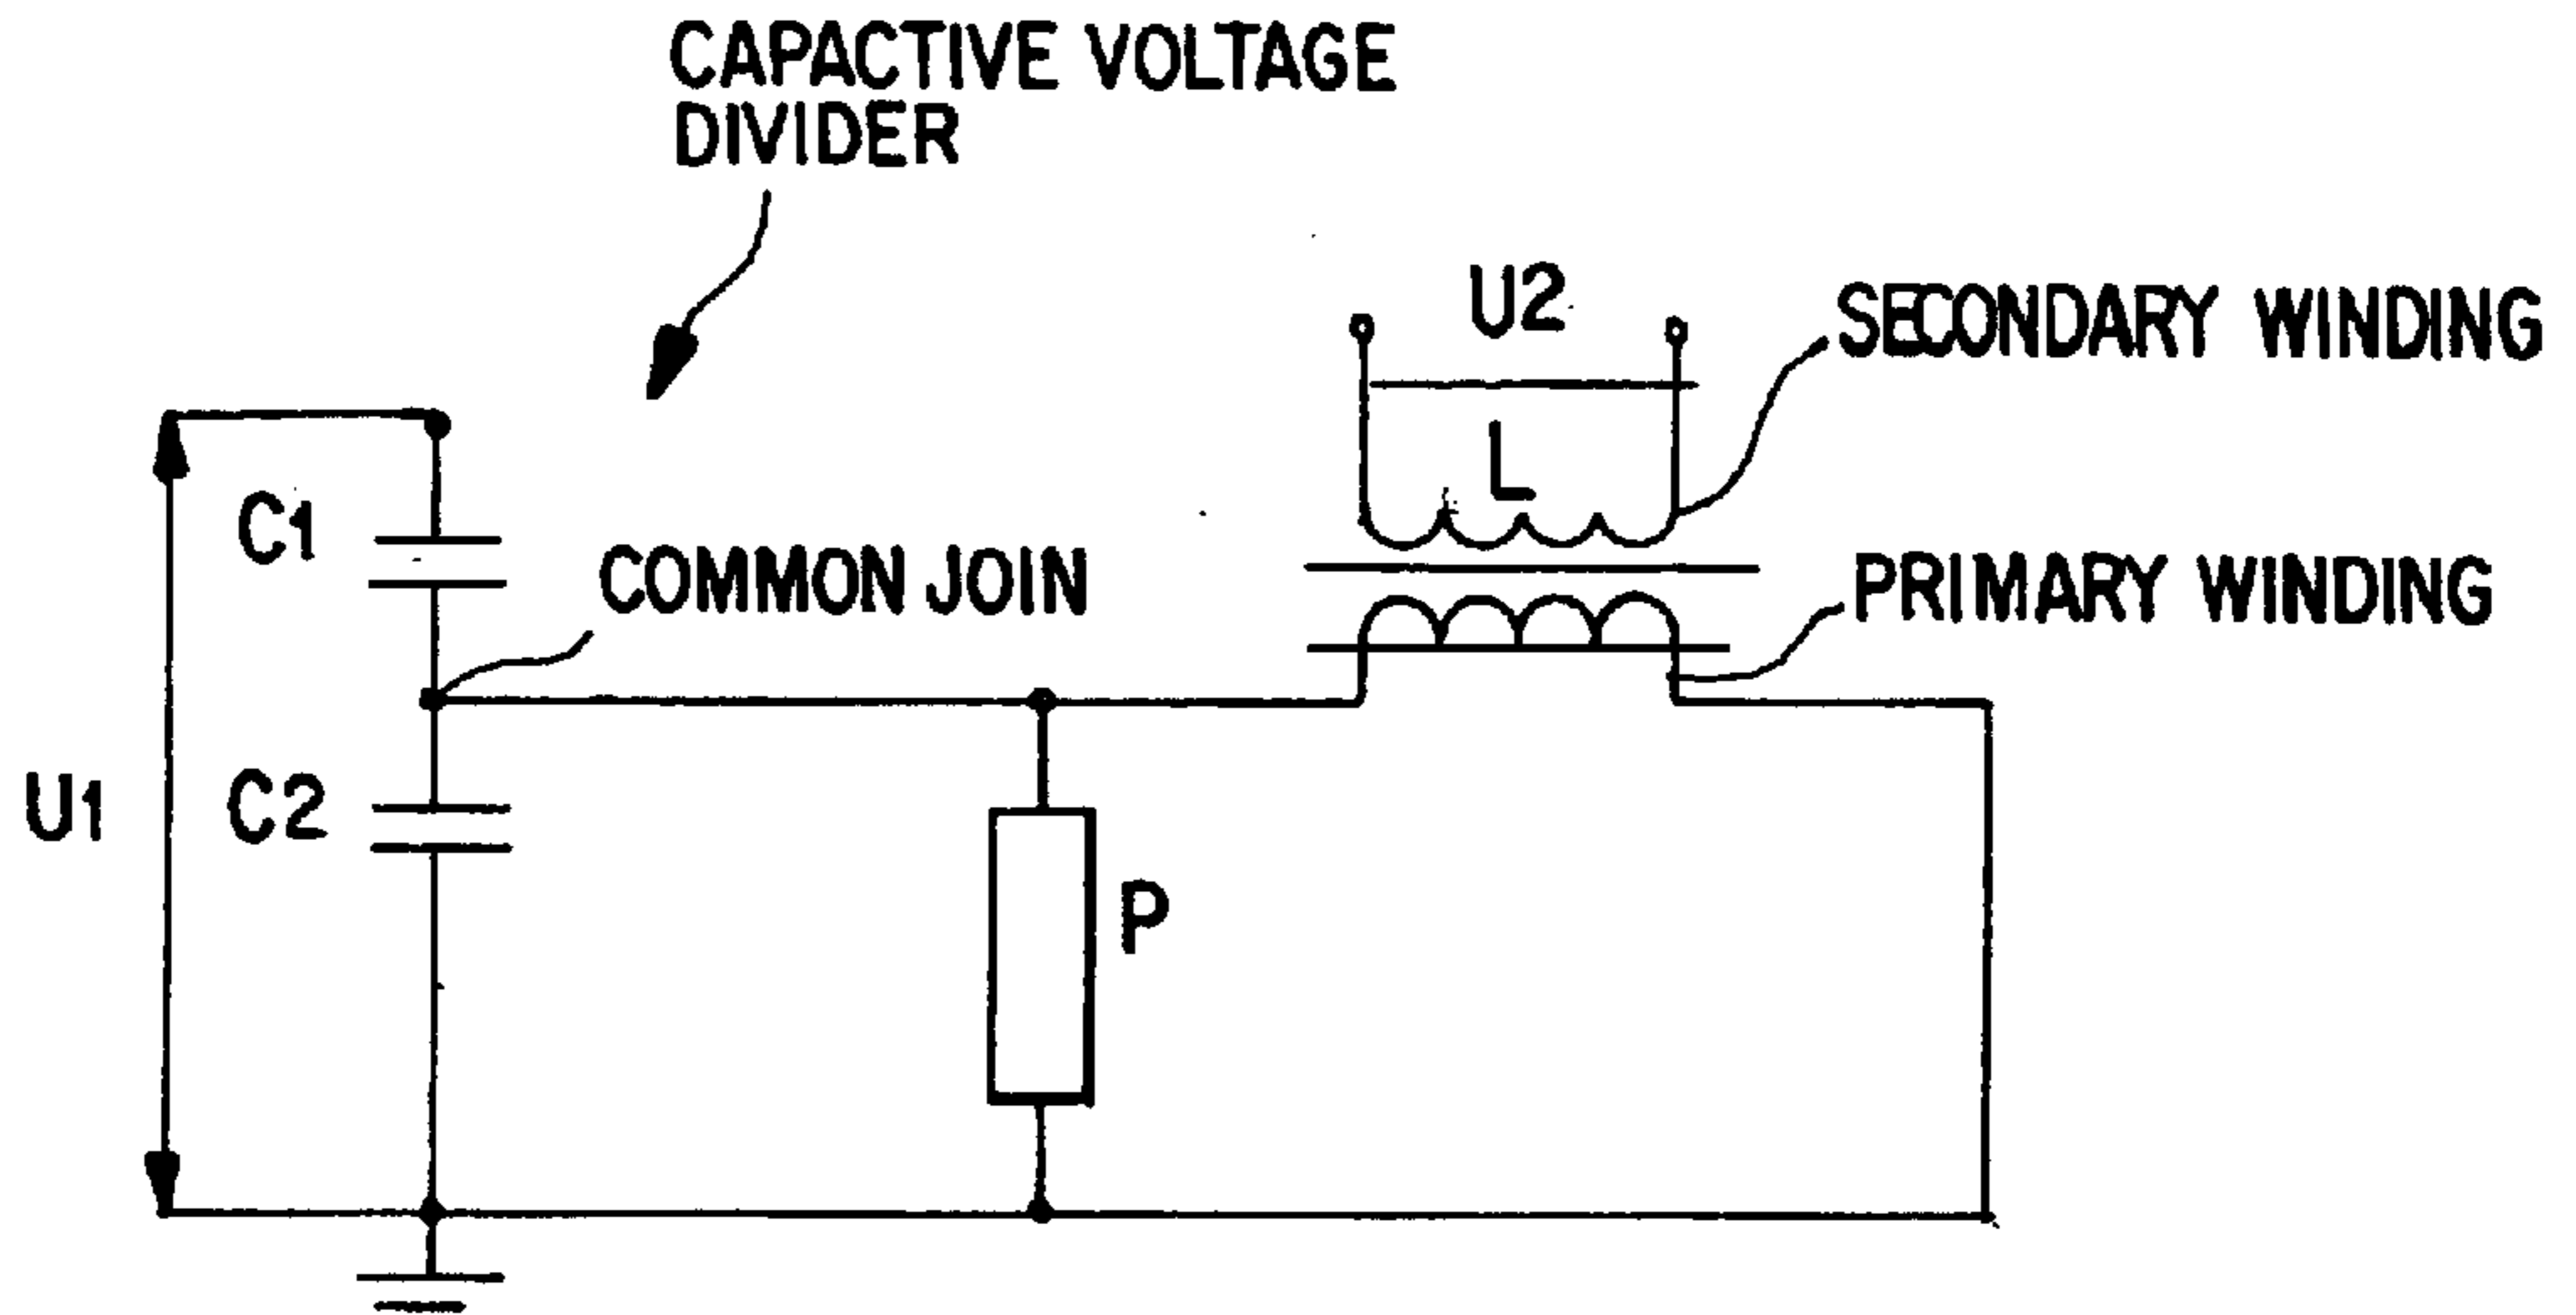 CAPACTIVE VOLTAGE
DIVIDER
U2
SECONDARY WINDING
L
C1
COMMON JOIN
PRIMARY WINDING
U1
C2
P